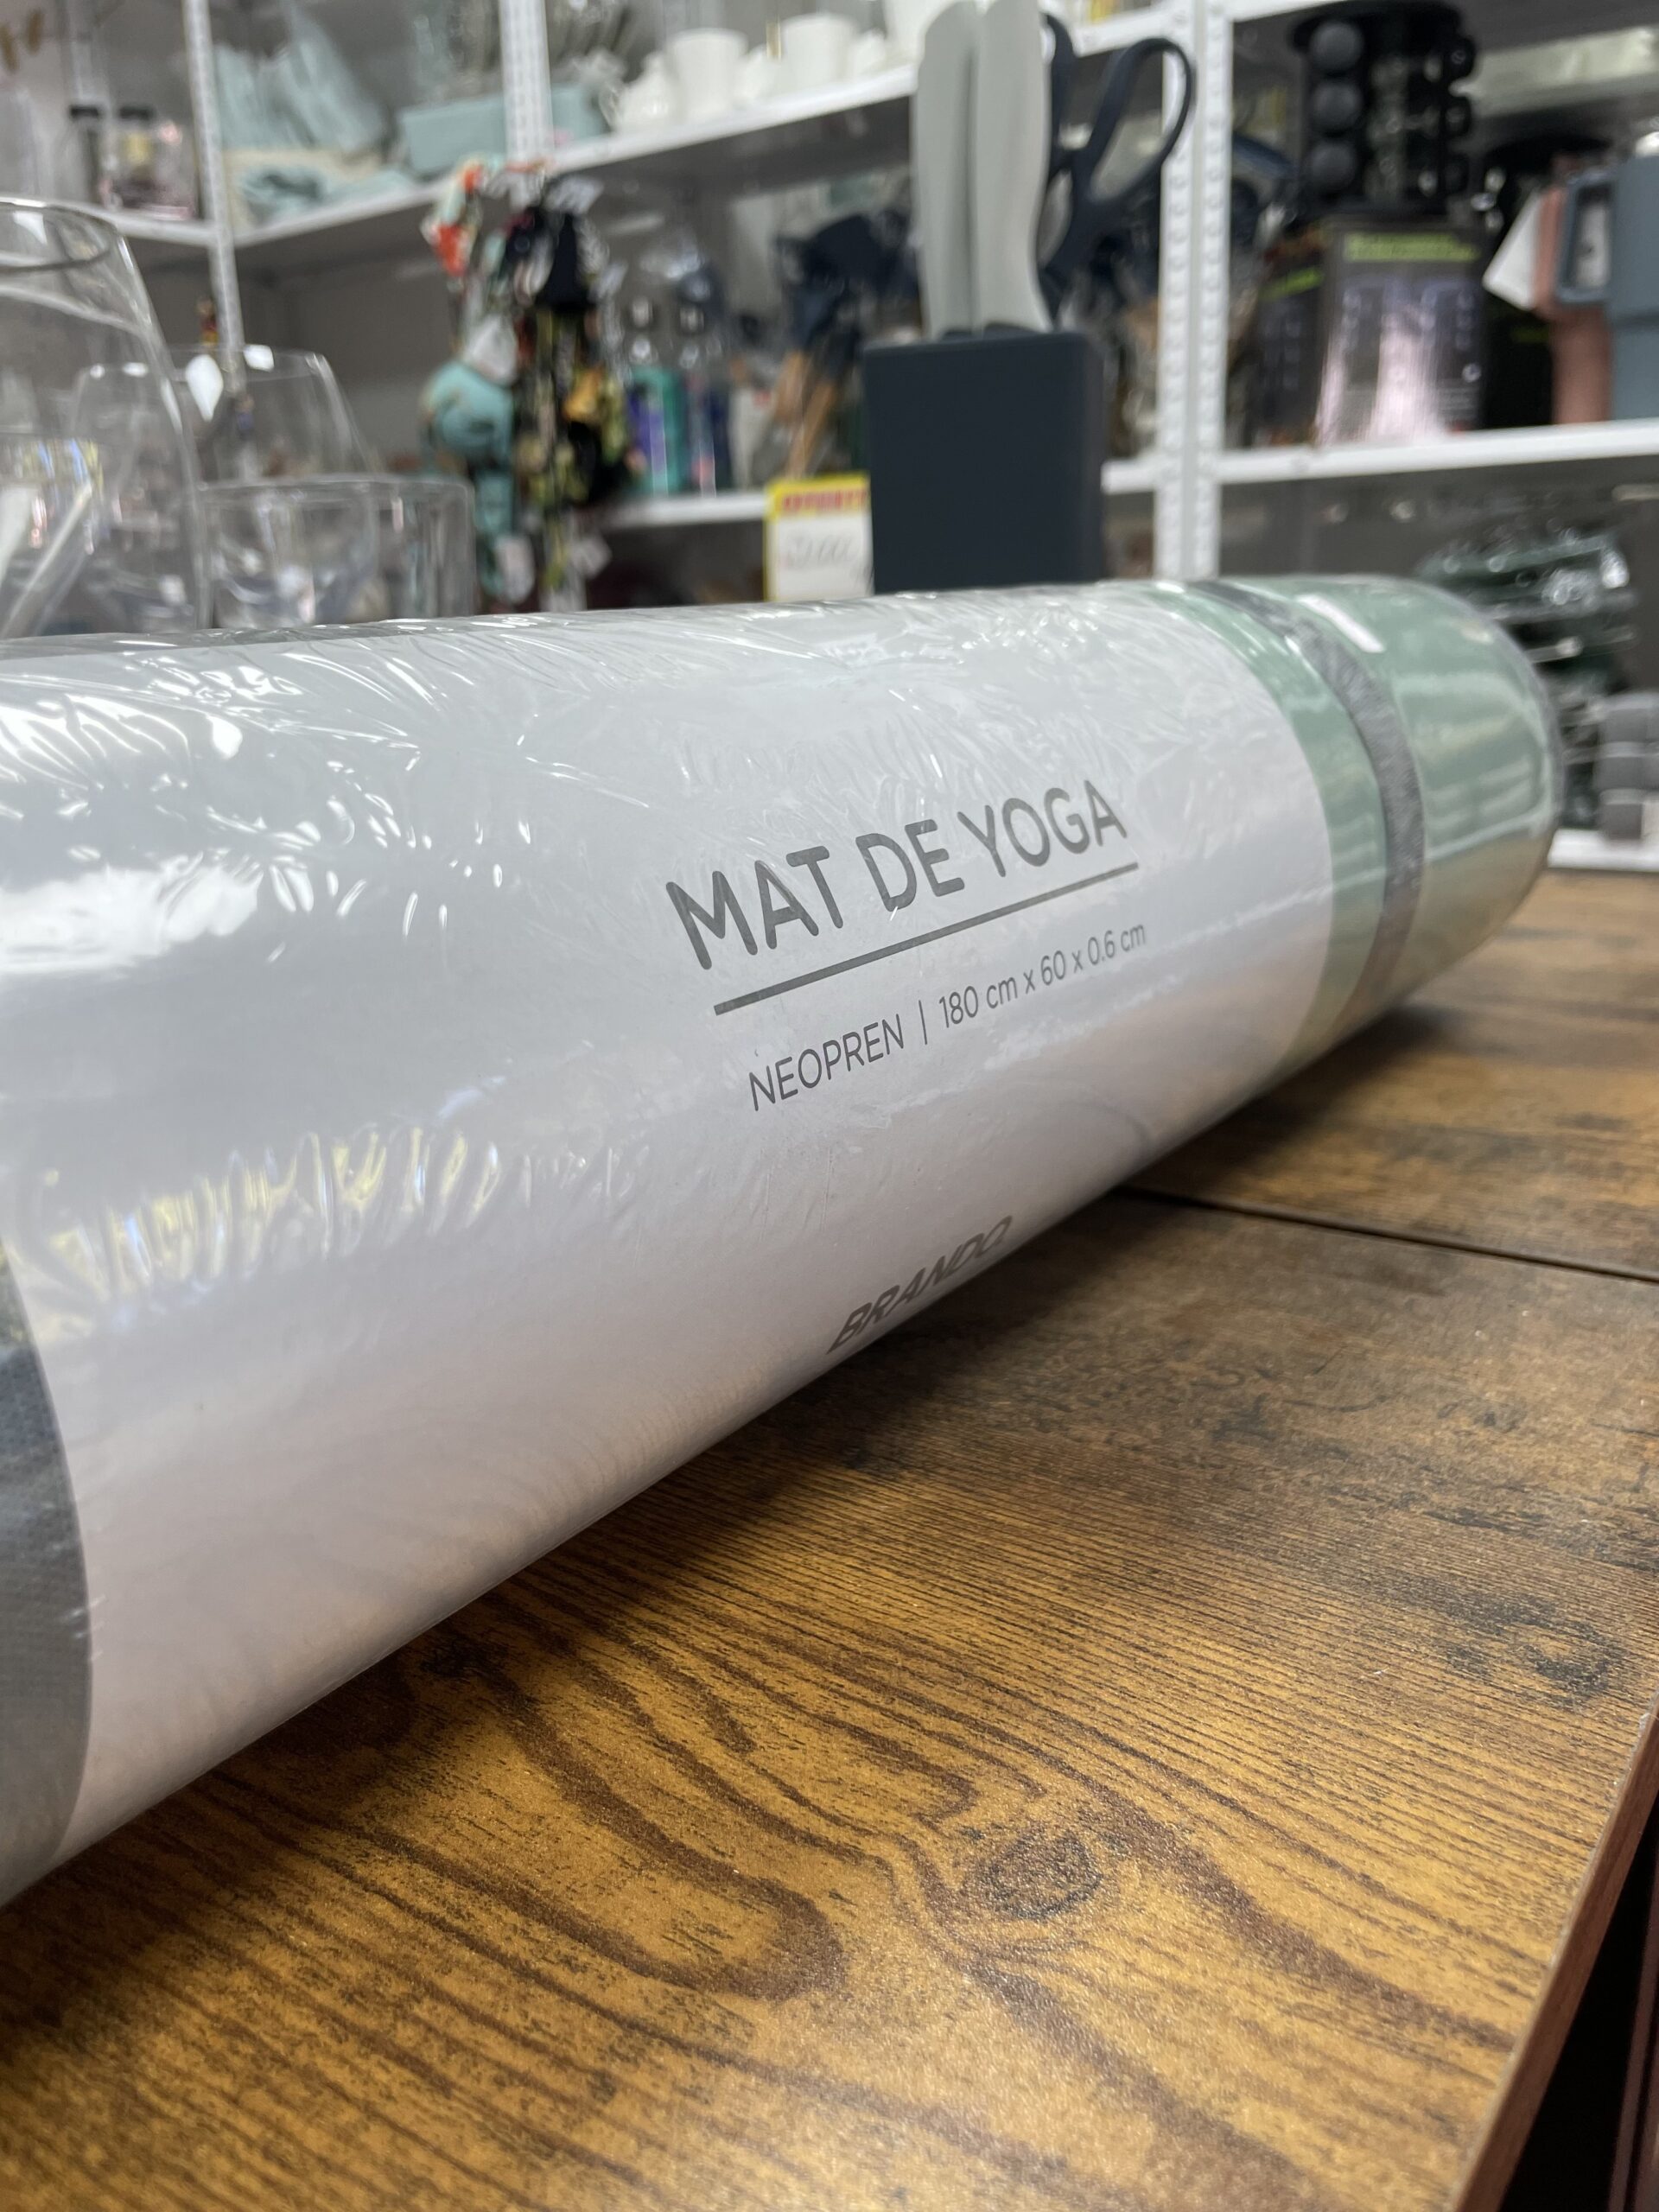 MAT DE YOGA
NEOPREN | 180 cm x 60 x 0.6 cm
BRANDO